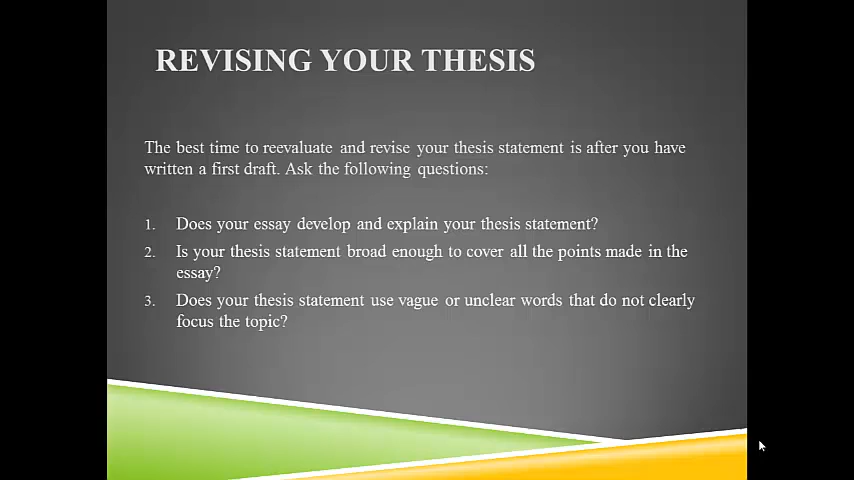 REVISING YOUR THESIS
The best time to reevaluate and revise your thesis statement is after you have
written a first draft. Ask the following questions:
1. Does your essay develop and explain your thesis statement?
2. Is your thesis statement broad enough to cover all the points made in the
essay?
3. Does your thesis statement use vague or unclear words that do not clearly
focus the topic?